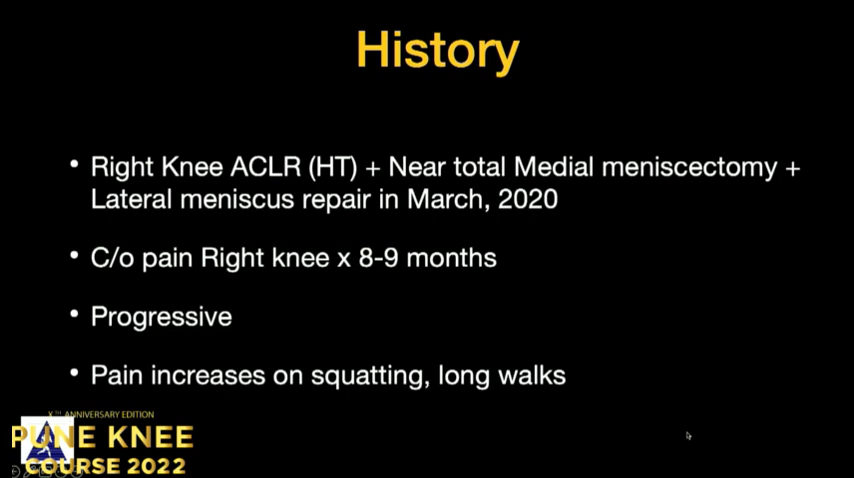 History
• Right Knee ACLR (HT) + Near total Medial meniscectomy +
Lateral meniscus repair in March, 2020
• C/o pain Right knee x 8-9 months
• Progressive
• Pain increases on squatting, long walks
X TH ANNIVERSARY EDITION
PUNE KNEE
COURSE 2022